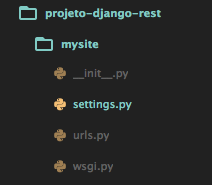 projeto-django-rest
mysite
__init__.py
settings.py
urls.py
wsgi.py